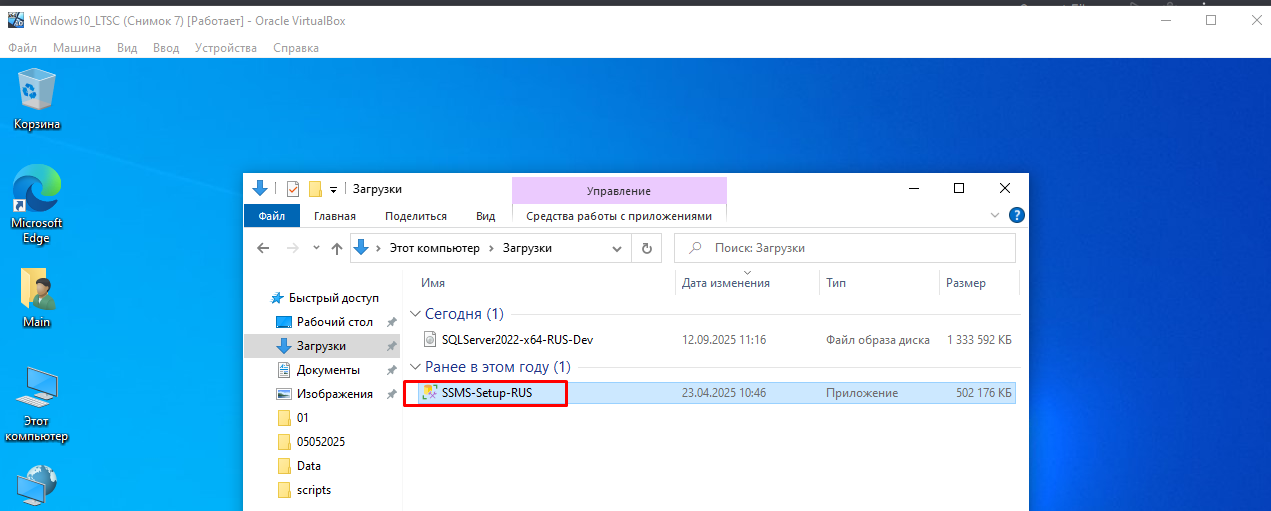 Windows10_LTSC (Снимок 7) [Работает] - Oracle VirtualBox
Файл Машина Вид Ввод Устройства Справка
Корзина
Microsoft
Edge
Main
Этот
компьютер
Загрузки
Управление
Файл Главная Поделиться Вид Средства работы с приложениями
Этот компьютер Загрузки
Поиск: Загрузки
Быстрый доступ
Рабочий стол
Загрузки
Документы
Изображения
01
05052025
Data
scripts
Имя Дата изменения Тип Размер
Сегодня (1)
SQLServer2022-x64-RUS-Dev 12.09.2025 11:16 Файл образа диска 1 333 592 КБ
Ранее в этом году (1)
SSMS-Setup-RUS 23.04.2025 10:46 Приложение 502 176 КБ